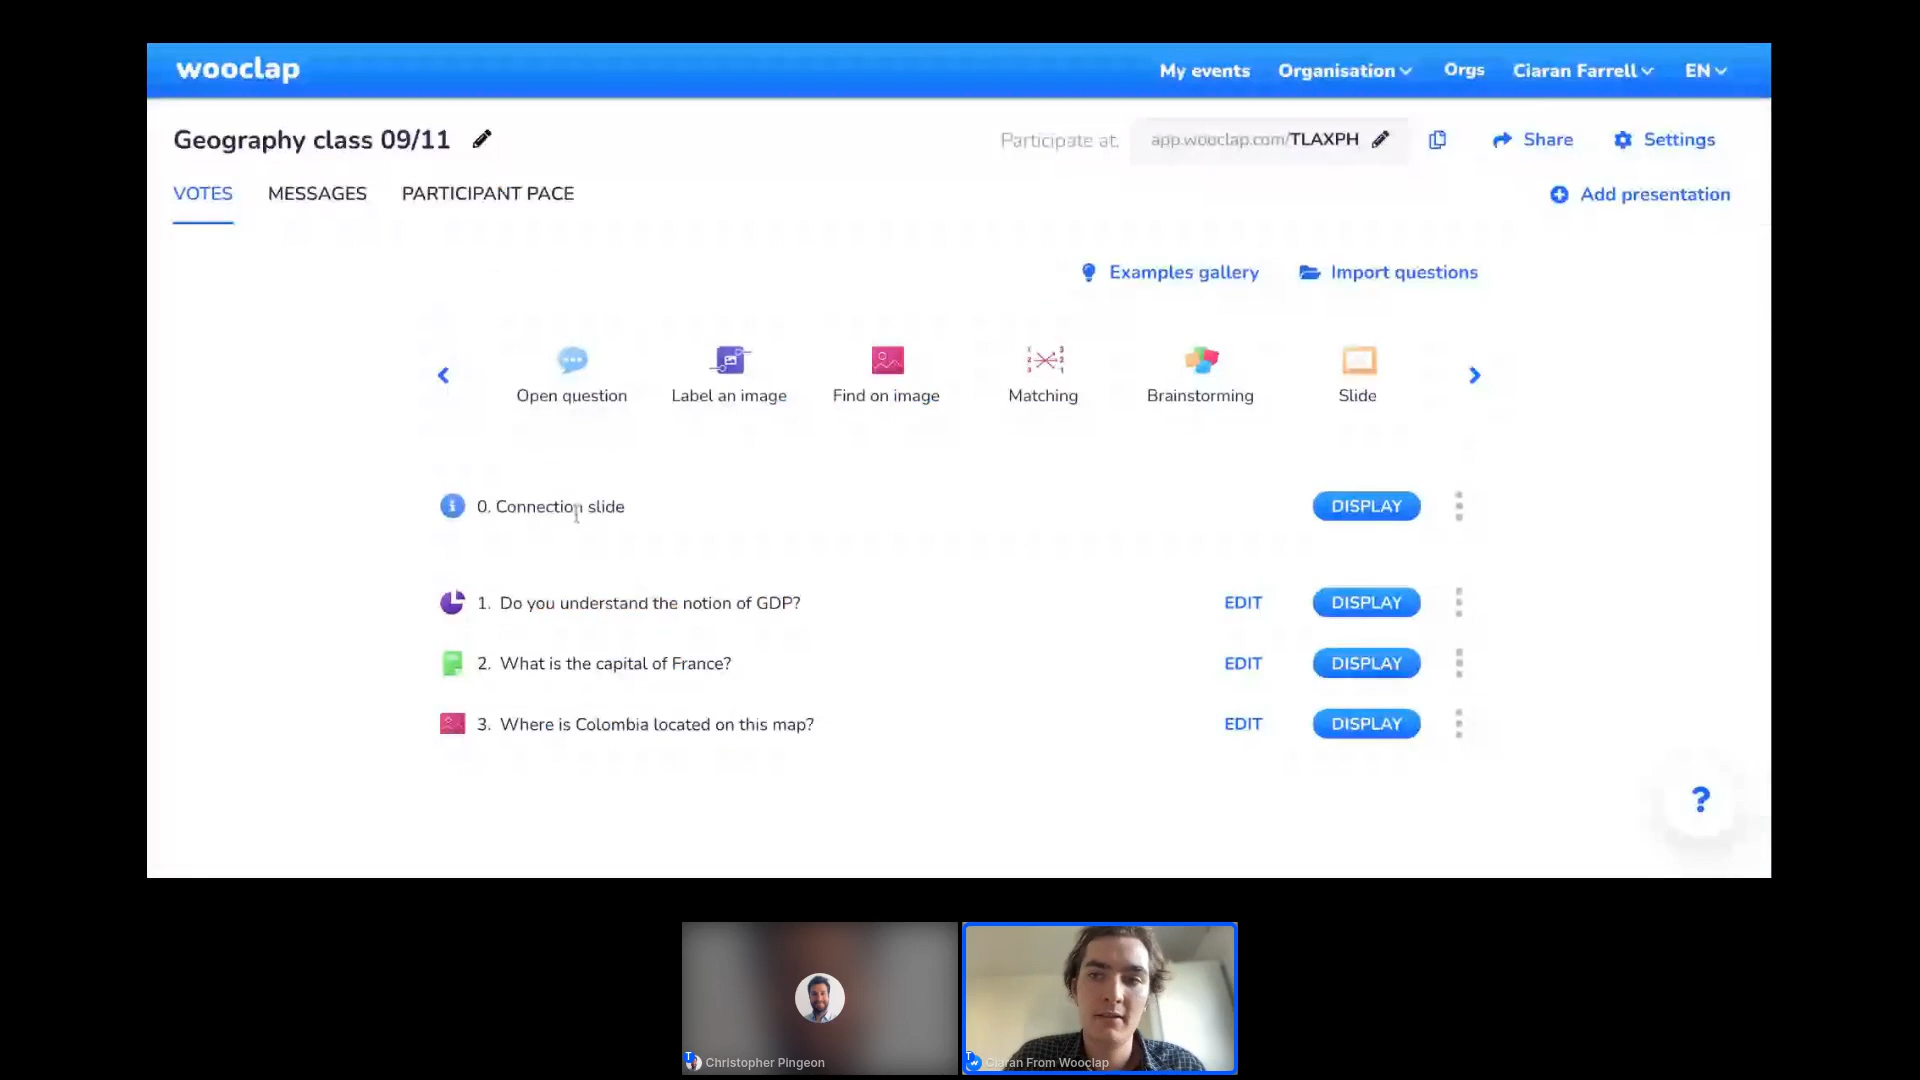 wooclap
My events Organisation Orgs Ciaran Farrell EN
Geography class 09/11
Participate at: app.wooclap.com/TLAXPH Share Settings
VOTES MESSAGES PARTICIPANT PACE Add presentation
Examples gallery Import questions
Open question Label an image Find on image Matching Brainstorming Slide
0. Connection slide DISPLAY
1. Do you understand the notion of GDP? EDIT DISPLAY
2. What is the capital of France? EDIT DISPLAY
3. Where is Colombia located on this map? EDIT DISPLAY
?
Christopher Pingeon
Ciaran From Wooclap